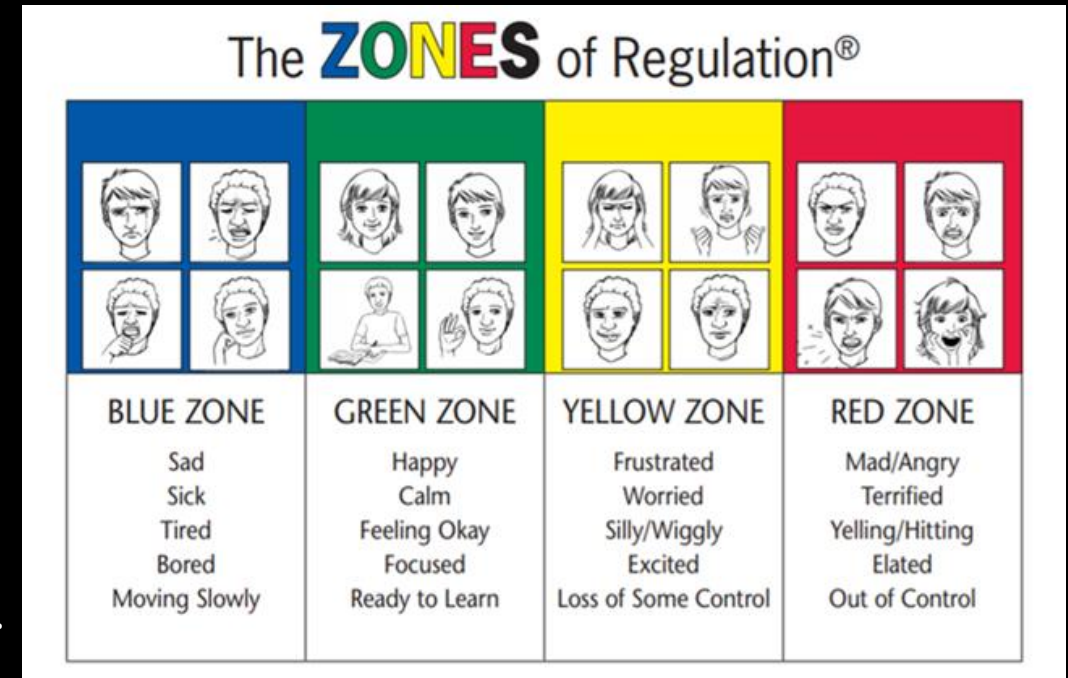 The ZONES of Regulation®
BLUE ZONE
Sad
Sick
Tired
Bored
Moving Slowly
GREEN ZONE
Happy
Calm
Feeling Okay
Focused
Ready to Learn
YELLOW ZONE
Frustrated
Worried
Silly/Wiggly
Excited
Loss of Some Control
RED ZONE
Mad/Angry
Terrified
Yelling/Hitting
Elated
Out of Control